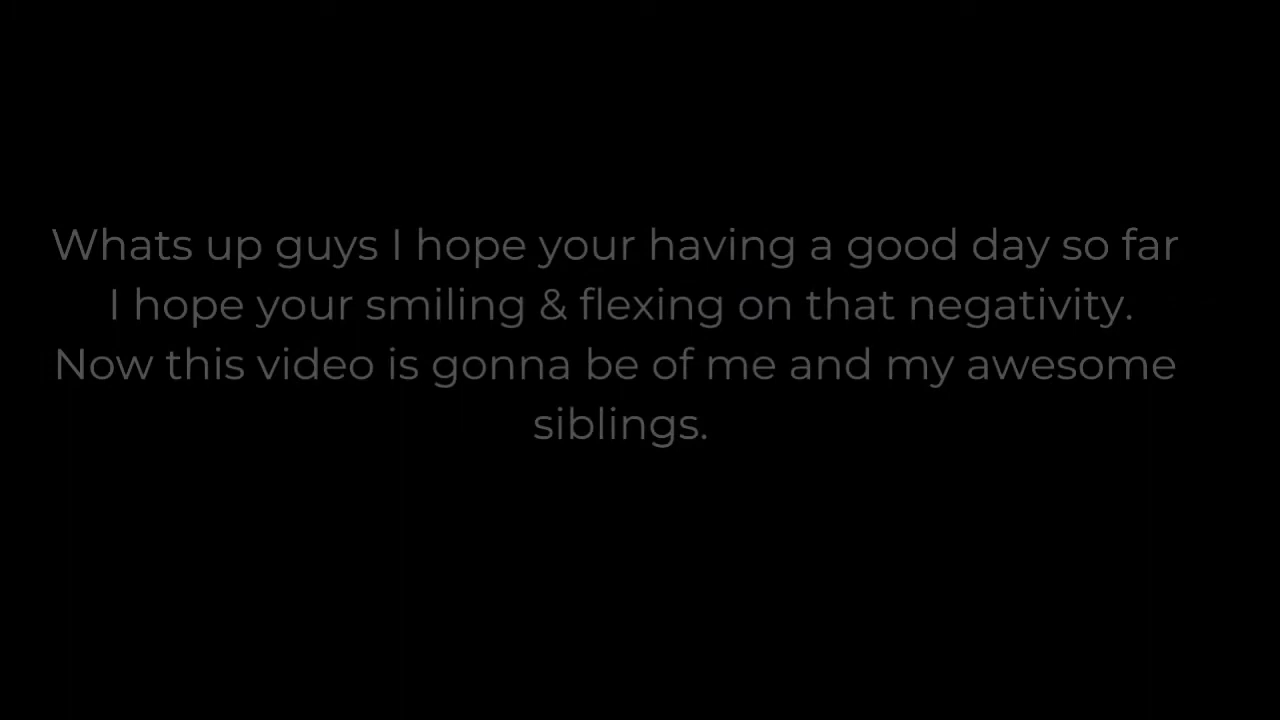 Whats up guys I hope your having a good day so far
I hope your smiling & flexing on that negativity.
Now this video is gonna be of me and my awesome
siblings.